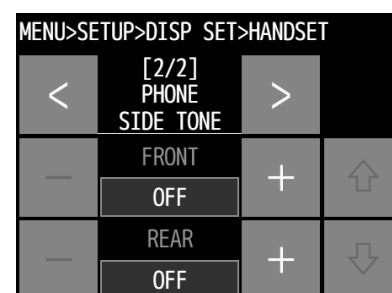 MENU>SETUP>DISP SET>HANDSET
< [2/2] >
PHONE
SIDE TONE
FRONT
− OFF +
REAR
− OFF +